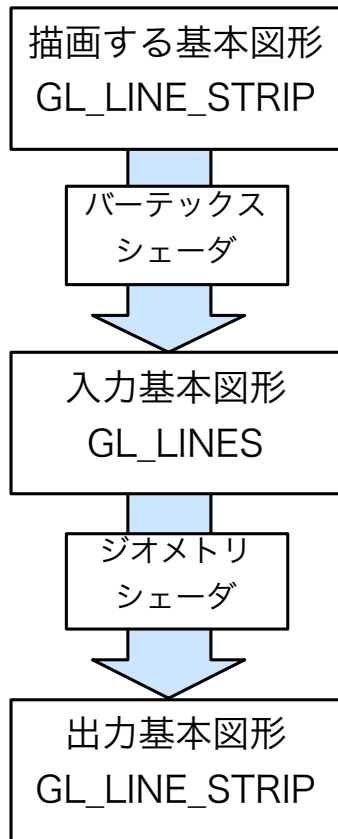 描画する基本図形
GL_LINE_STRIP
バーテックス
シェーダ
入力基本図形
GL_LINES
ジオメトリ
シェーダ
出力基本図形
GL_LINE_STRIP